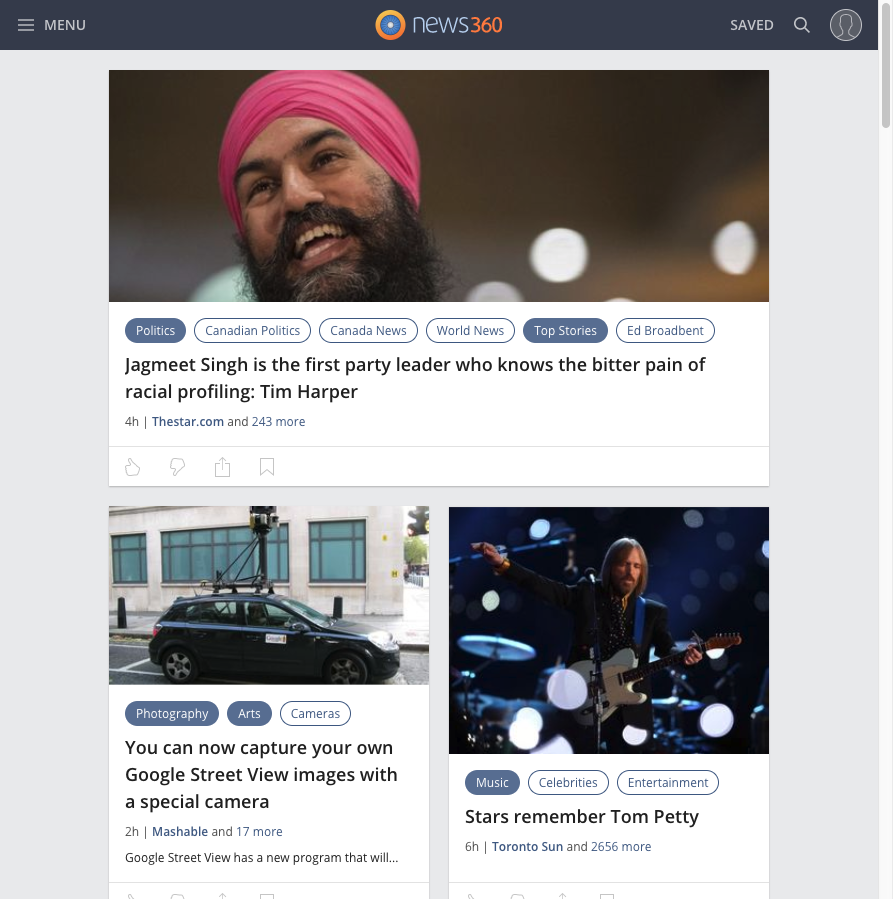 MENU
news360
SAVED
Politics
Canadian Politics
Canada News
World News
Top Stories
Ed Broadbent
Jagmeet Singh is the first party leader who knows the bitter pain of
racial profiling: Tim Harper
4h | Thestar.com and 243 more
Google
Photography
Arts
Cameras
You can now capture your own
Google Street View images with
a special camera
2h | Mashable and 17 more
Google Street View has a new program that will...
Music
Celebrities
Entertainment
Stars remember Tom Petty
6h | Toronto Sun and 2656 more